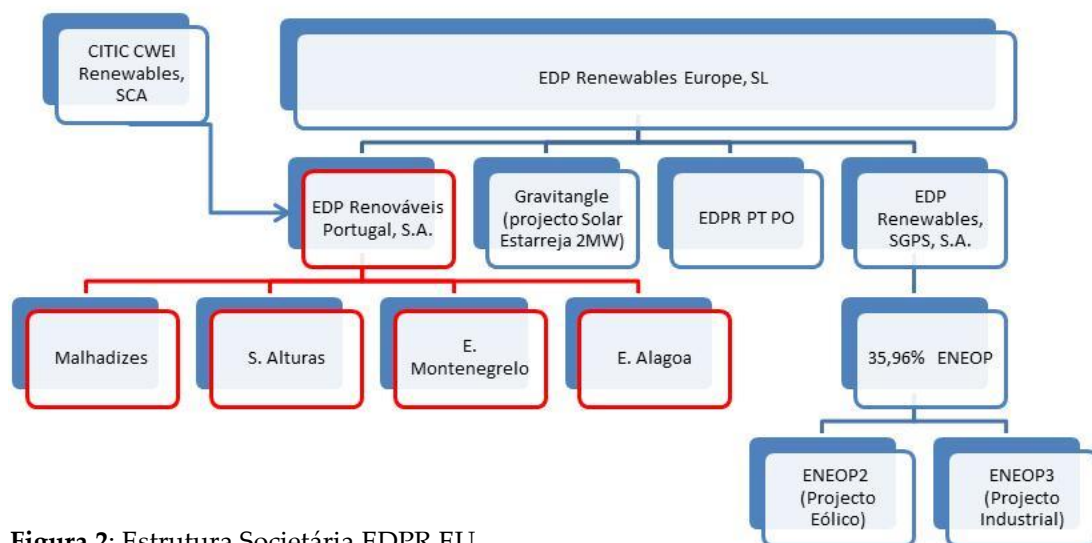 CITIC CWEI
Renewables,
SCA
EDP Renewables Europe, SL
EDP Renováveis
Portugal, S.A.
Gravitangle
(projecto Solar
Estarreja 2MW)
EDPR PT PO
EDP
Renewables,
SGPS, S.A.
Malhadizes
S. Alturas
E.
Montenegrelo
E. Alagoa
35,96% ENEOP
ENEOP2
(Projecto
Eólico)
ENEOP3
(Projecto
Industrial)
Figura 2: Estrutura Societária EDPR EU